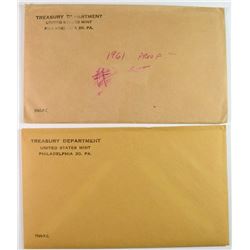 TREASURY DEPARTMENT
UNITED STATES MINT
PHILADELPHIA 30, PA.
1961 PROOF
TREASURY DEPARTMENT
UNITED STATES MINT
PHILADELPHIA 30, PA.